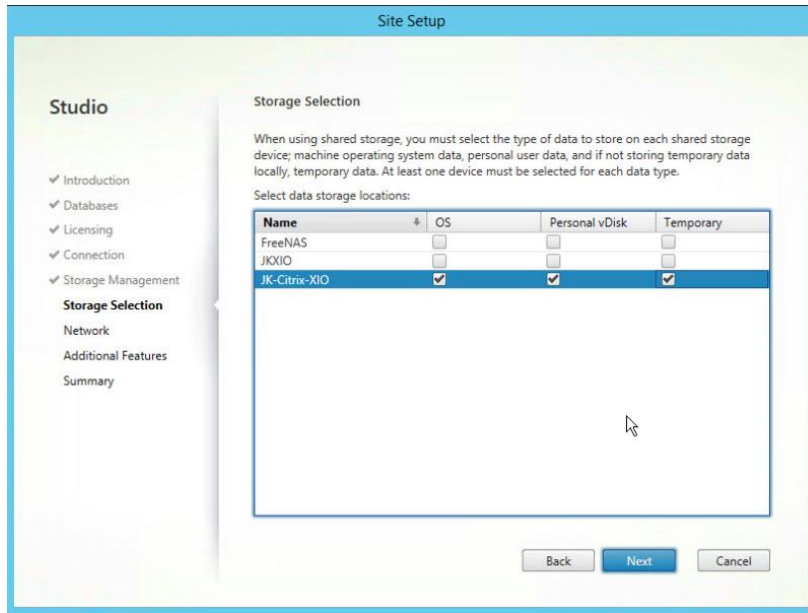 Site Setup
Studio
Introduction
Databases
Licensing
Connection
Storage Management
Storage Selection
Network
Additional Features
Summary
Storage Selection
When using shared storage, you must select the type of data to store on each shared storage
device; machine operating system data, personal user data, and if not storing temporary data
locally, temporary data. At least one device must be selected for each data type.
Select data storage locations:
Name OS Personal vDisk Temporary
FreeNAS
JKXIO
JK-Citrix-XIO
Back Next Cancel